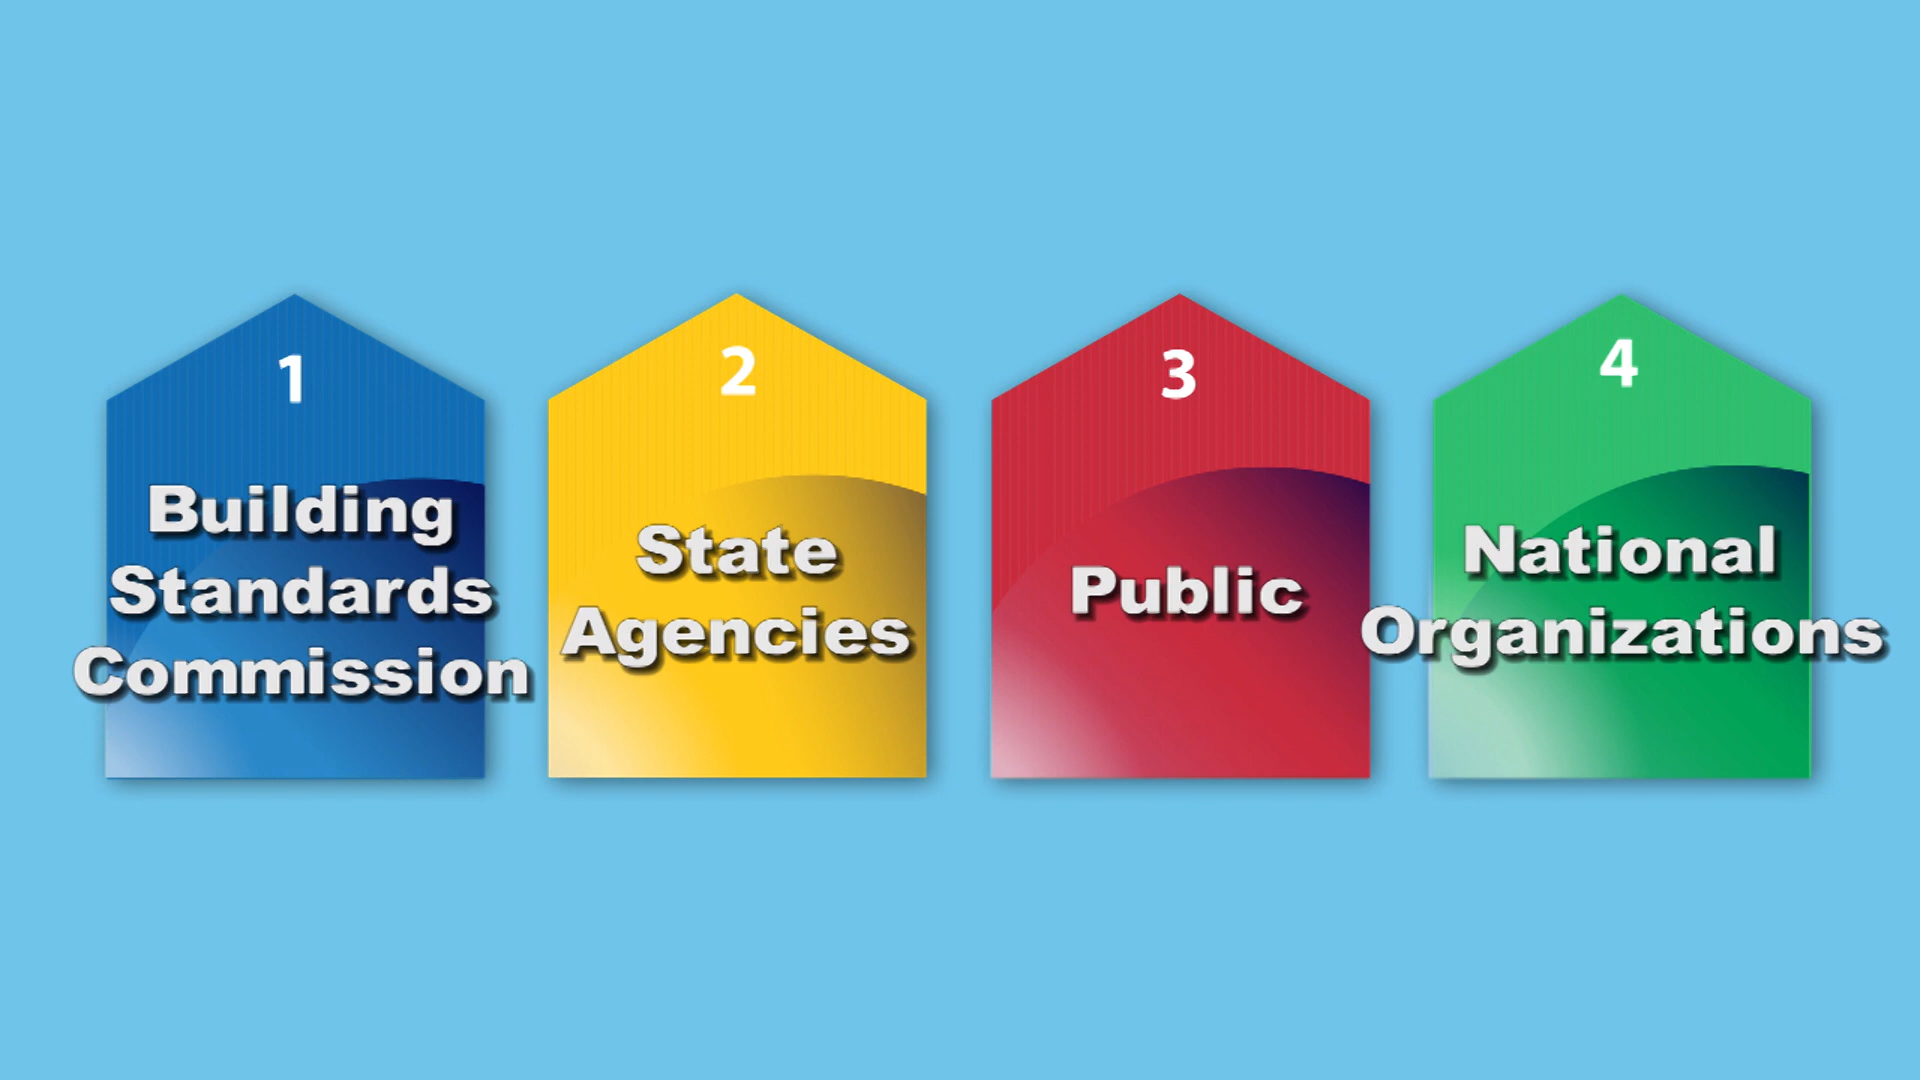 1
Building
Standards
Commission
2
State
Agencies
3
Public
4
National
Organizations